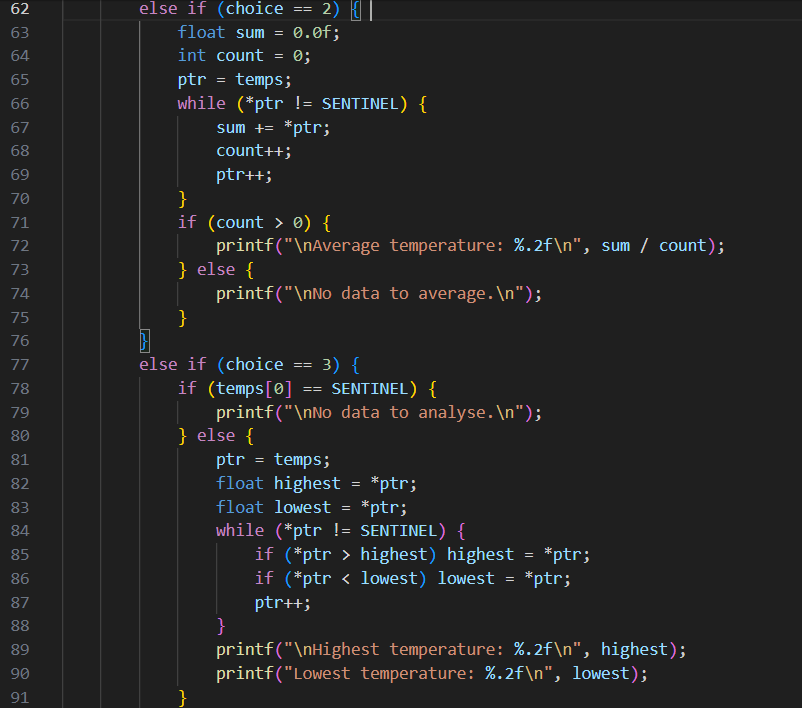 62 else if (choice == 2) {
63 float sum = 0.0f;
64 int count = 0;
65 ptr = temps;
66 while (*ptr != SENTINEL) {
67 sum += *ptr;
68 count++;
69 ptr++;
70 }
71 if (count > 0) {
72 printf("\nAverage temperature: %.2f\n", sum / count);
73 } else {
74 printf("\nNo data to average.\n");
75 }
76 }
77 else if (choice == 3) {
78 if (temps[0] == SENTINEL) {
79 printf("\nNo data to analyse.\n");
80 } else {
81 ptr = temps;
82 float highest = *ptr;
83 float lowest = *ptr;
84 while (*ptr != SENTINEL) {
85 if (*ptr > highest) highest = *ptr;
86 if (*ptr < lowest) lowest = *ptr;
87 ptr++;
88 }
89 printf("\nHighest temperature: %.2f\n", highest);
90 printf("Lowest temperature: %.2f\n", lowest);
91 }